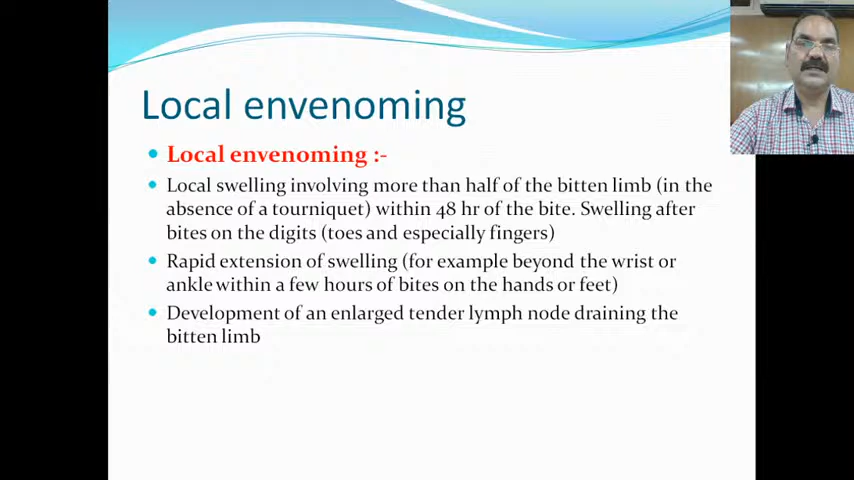 Local envenoming
Local envenoming :-
Local swelling involving more than half of the bitten limb (in the
absence of a tourniquet) within 48 hr of the bite. Swelling after
bites on the digits (toes and especially fingers)
Rapid extension of swelling (for example beyond the wrist or
ankle within a few hours of bites on the hands or feet)
Development of an enlarged tender lymph node draining the
bitten limb